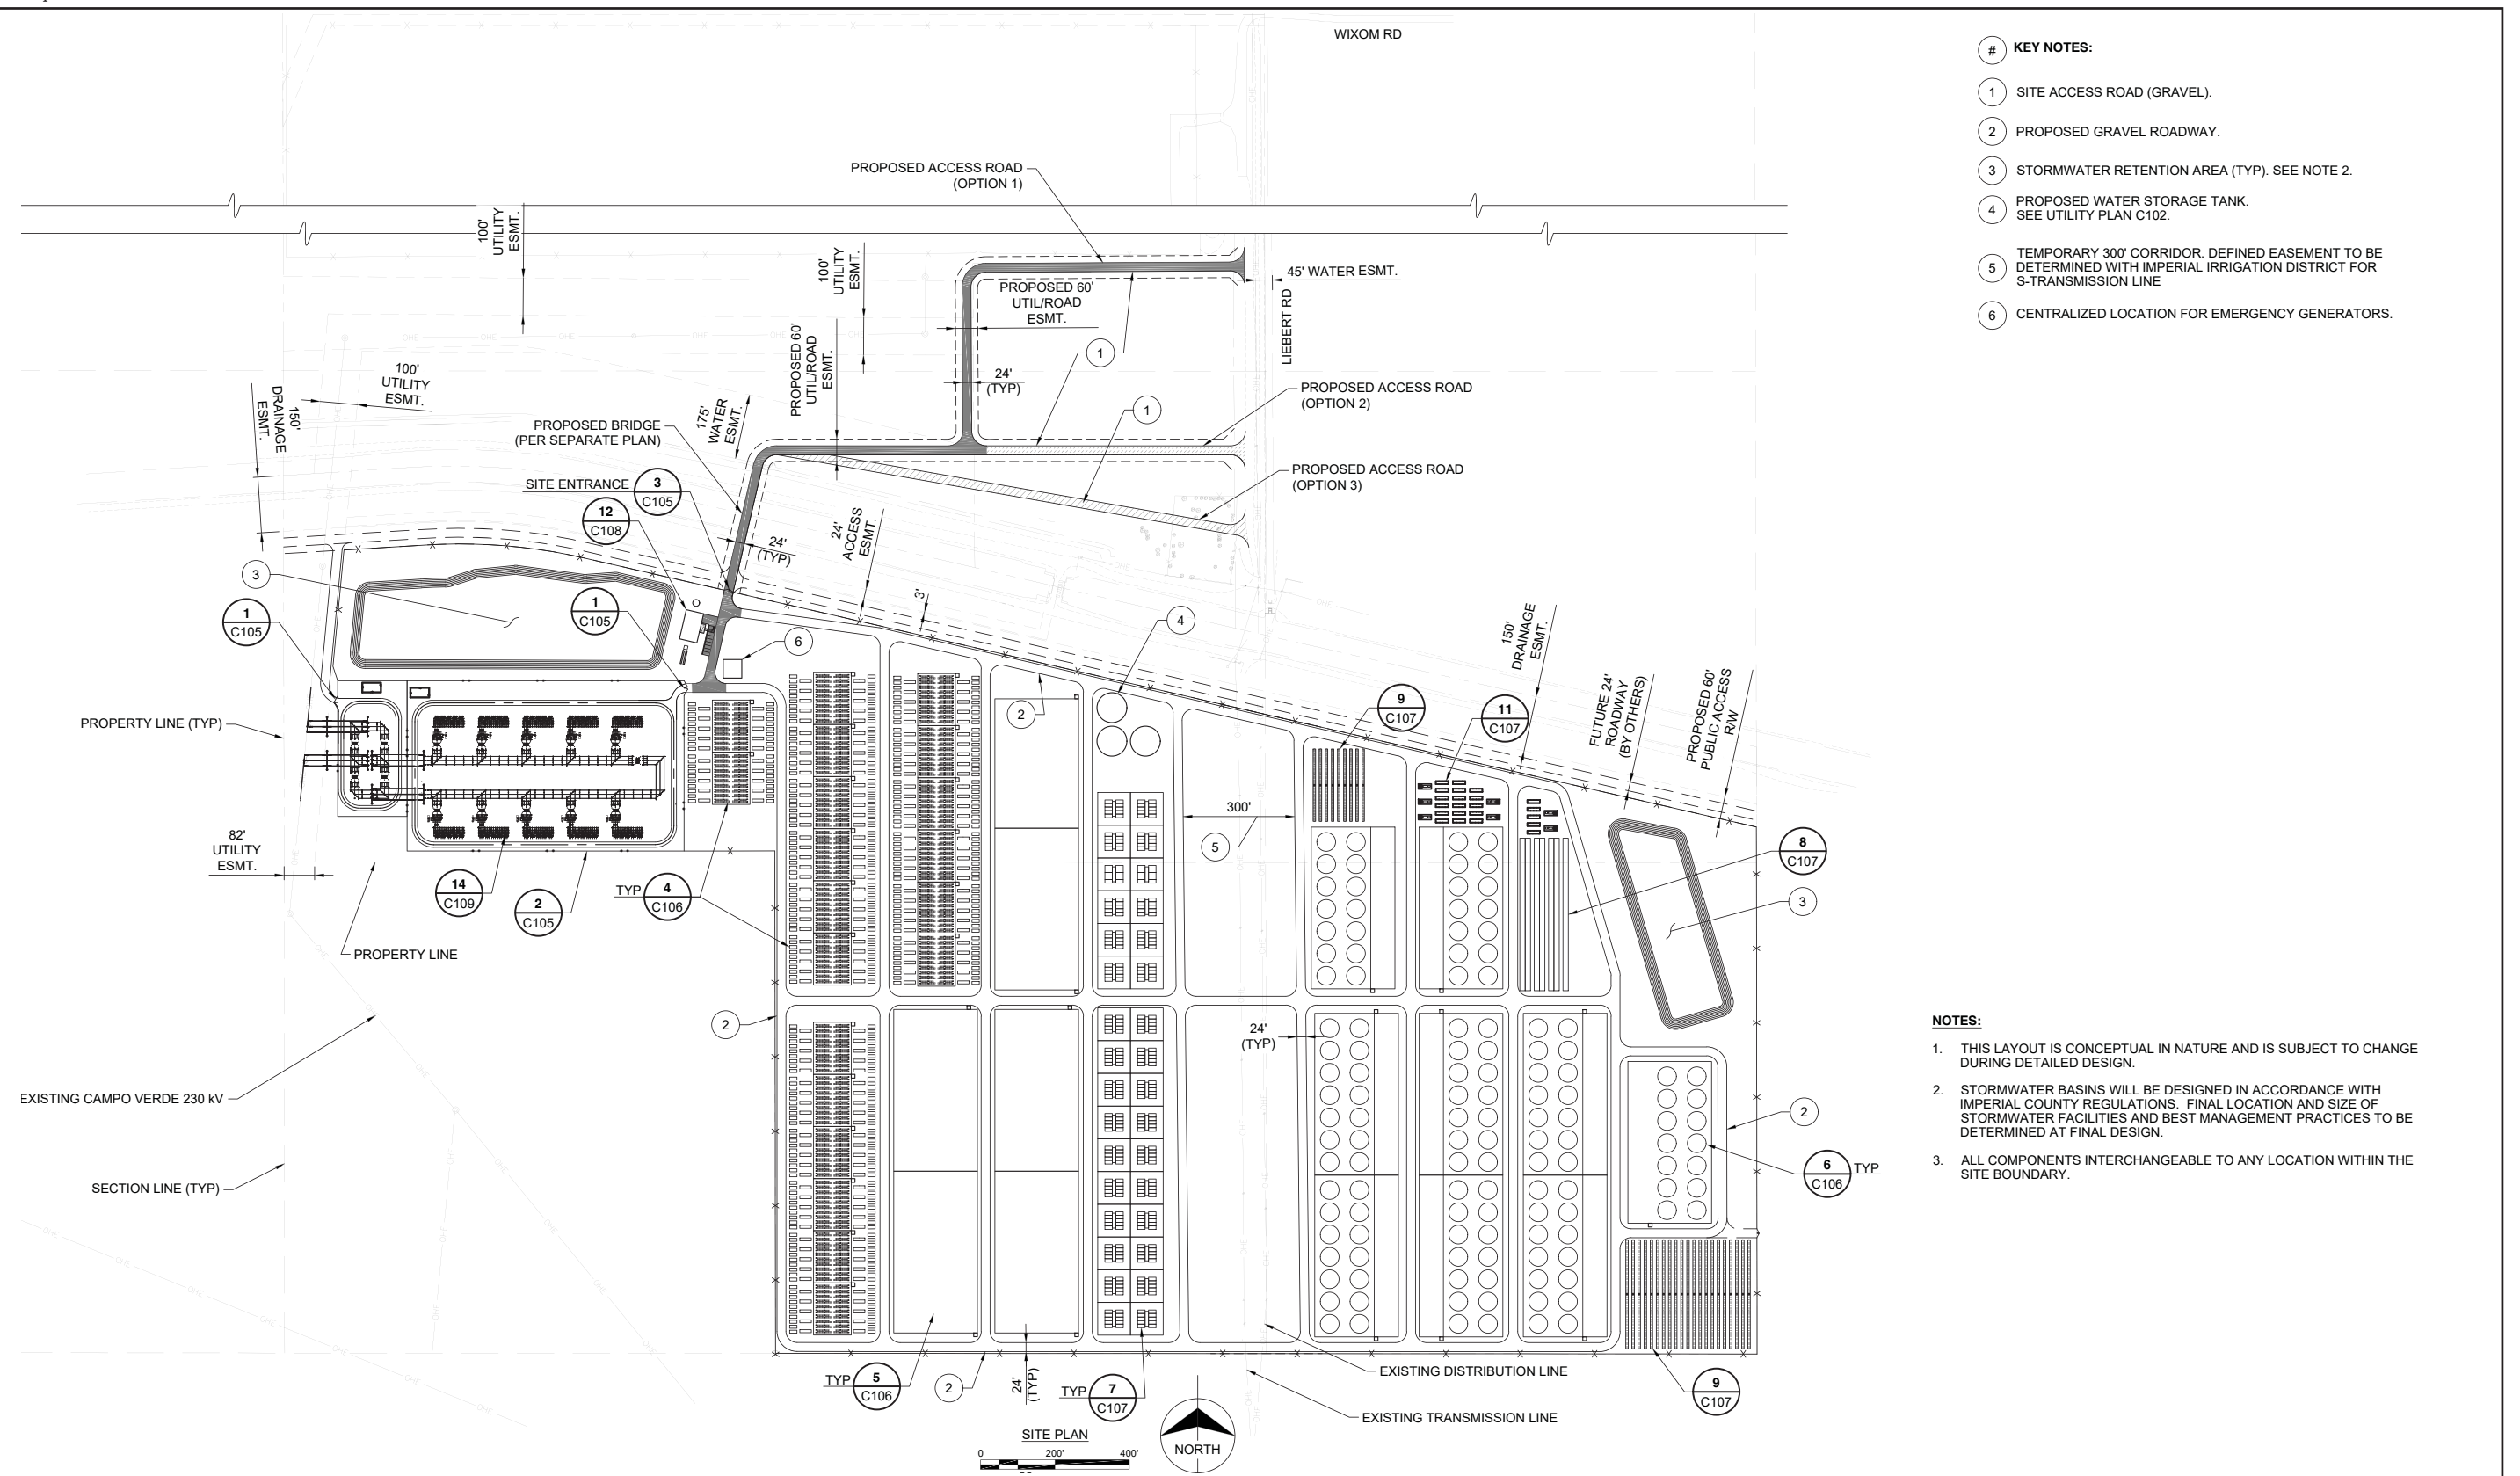 WIXOM RD
# KEY NOTES:
1 SITE ACCESS ROAD (GRAVEL).
2 PROPOSED GRAVEL ROADWAY.
3 STORMWATER RETENTION AREA (TYP). SEE NOTE 2.
4 PROPOSED WATER STORAGE TANK.
SEE UTILITY PLAN C102.
5 TEMPORARY 300' CORRIDOR. DEFINED EASEMENT TO BE
DETERMINED WITH IMPERIAL IRRIGATION DISTRICT FOR
S-TRANSMISSION LINE
6 CENTRALIZED LOCATION FOR EMERGENCY GENERATORS.
PROPOSED ACCESS ROAD
(OPTION 1)
100'
UTILITY
ESMT.
100'
UTILITY
ESMT.
PROPOSED 60'
UTIL/ROAD
ESMT.
45' WATER ESMT.
LIEBERT RD
PROPOSED 60'
UTIL/ROAD
ESMT.
1
24'
(TYP)
100'
UTILITY
ESMT.
150'
DRAINAGE
ESMT.
175'
WATER
ESMT.
PROPOSED BRIDGE
(PER SEPARATE PLAN)
1
PROPOSED ACCESS ROAD
(OPTION 2)
PROPOSED ACCESS ROAD
(OPTION 3)
SITE ENTRANCE
3
C105
12
C108
24'
(TYP)
24'
ACCESS
ESMT.
3'
3
1
C105
1
C105
6
4
2
9
C107
11
C107
150'
DRAINAGE
ESMT.
FUTURE 24'
ROADWAY
(BY OTHERS)
PROPOSED 60'
PUBLIC ACCESS
R/W
PROPERTY LINE (TYP)
300'
5
82'
UTILITY
ESMT.
8
C107
14
C109
2
C105
TYP
4
C106
3
PROPERTY LINE
2
24'
(TYP)
NOTES:
1. THIS LAYOUT IS CONCEPTUAL IN NATURE AND IS SUBJECT TO CHANGE
DURING DETAILED DESIGN.
2. STORMWATER BASINS WILL BE DESIGNED IN ACCORDANCE WITH
IMPERIAL COUNTY REGULATIONS. FINAL LOCATION AND SIZE OF
STORMWATER FACILITIES AND BEST MANAGEMENT PRACTICES TO BE
DETERMINED AT FINAL DESIGN.
3. ALL COMPONENTS INTERCHANGEABLE TO ANY LOCATION WITHIN THE
SITE BOUNDARY.
EXISTING CAMPO VERDE 230 kV
2
SECTION LINE (TYP)
6
C106
TYP
TYP
5
C106
2
24'
(TYP)
TYP
7
C107
EXISTING DISTRIBUTION LINE
EXISTING TRANSMISSION LINE
9
C107
SITE PLAN
0 200' 400'
NORTH